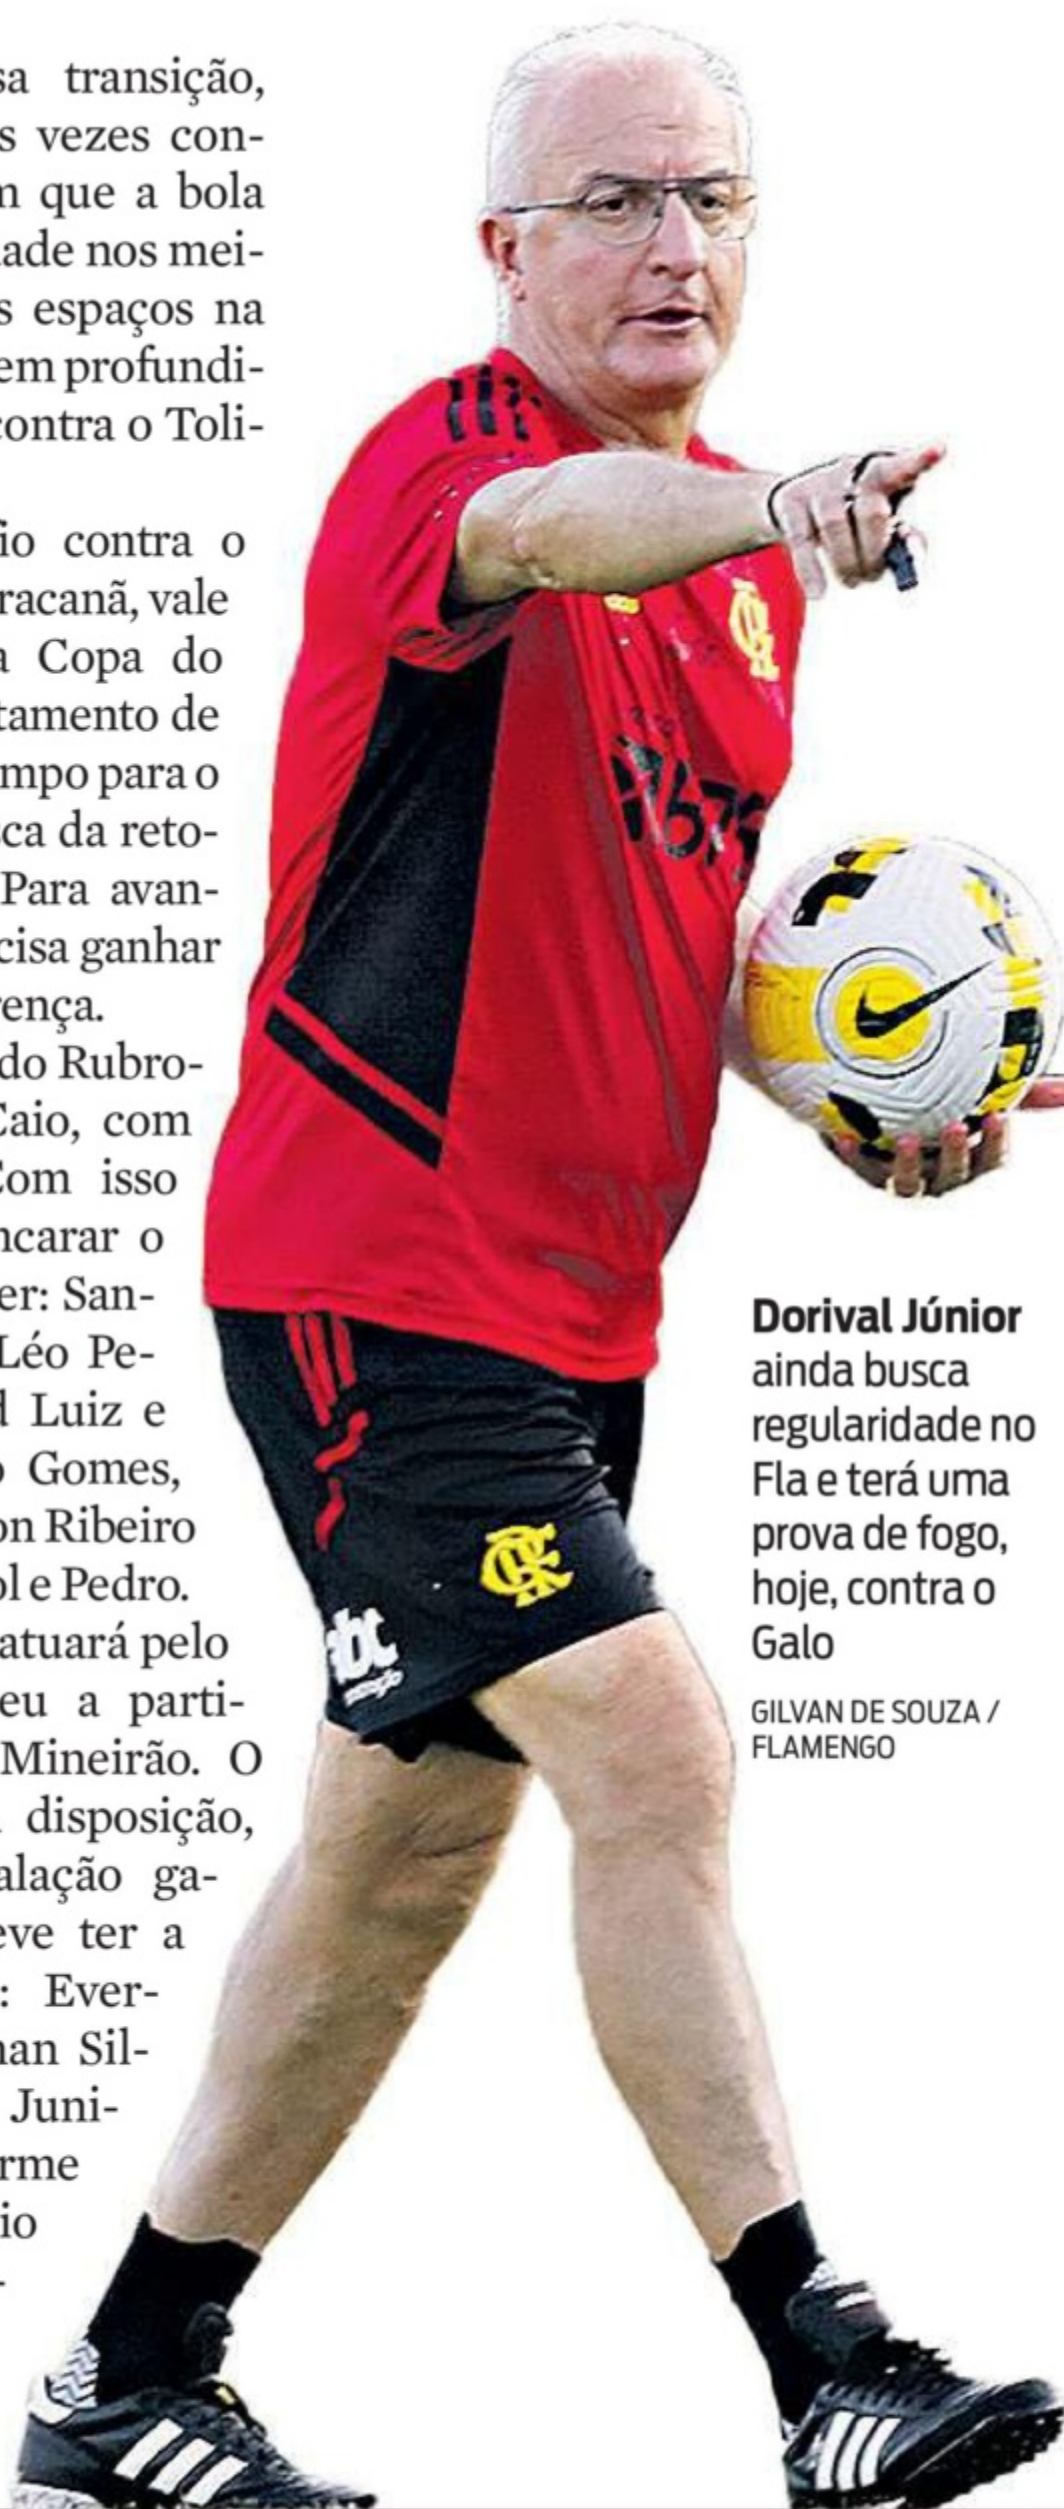 sa transição,
s vezes con-
m que a bola
ade nos mei-
s espaços na
em profundi-
contra o Toli-
io contra o
racanã, vale
a Copa do
tamento de
mpo para o
ca da reto-
Para avan-
cisa ganhar
ença.
do Rubro-
Caio, com
Com isso
ncarar o
er: San-
Léo Pe-
d Luiz e
o Gomes,
on Ribeiro
ol e Pedro.
atuará pelo
eu a parti-
Mineirão. O
disposição,
alação ga-
eve ter a
: Ever-
nan Sil-
Juni-
rme
io
Dorival Júnior
ainda busca
regularidade no
Fla e terá uma
prova de fogo,
hoje, contra o
Galo
GILVAN DE SOUZA /
FLAMENGO
abc